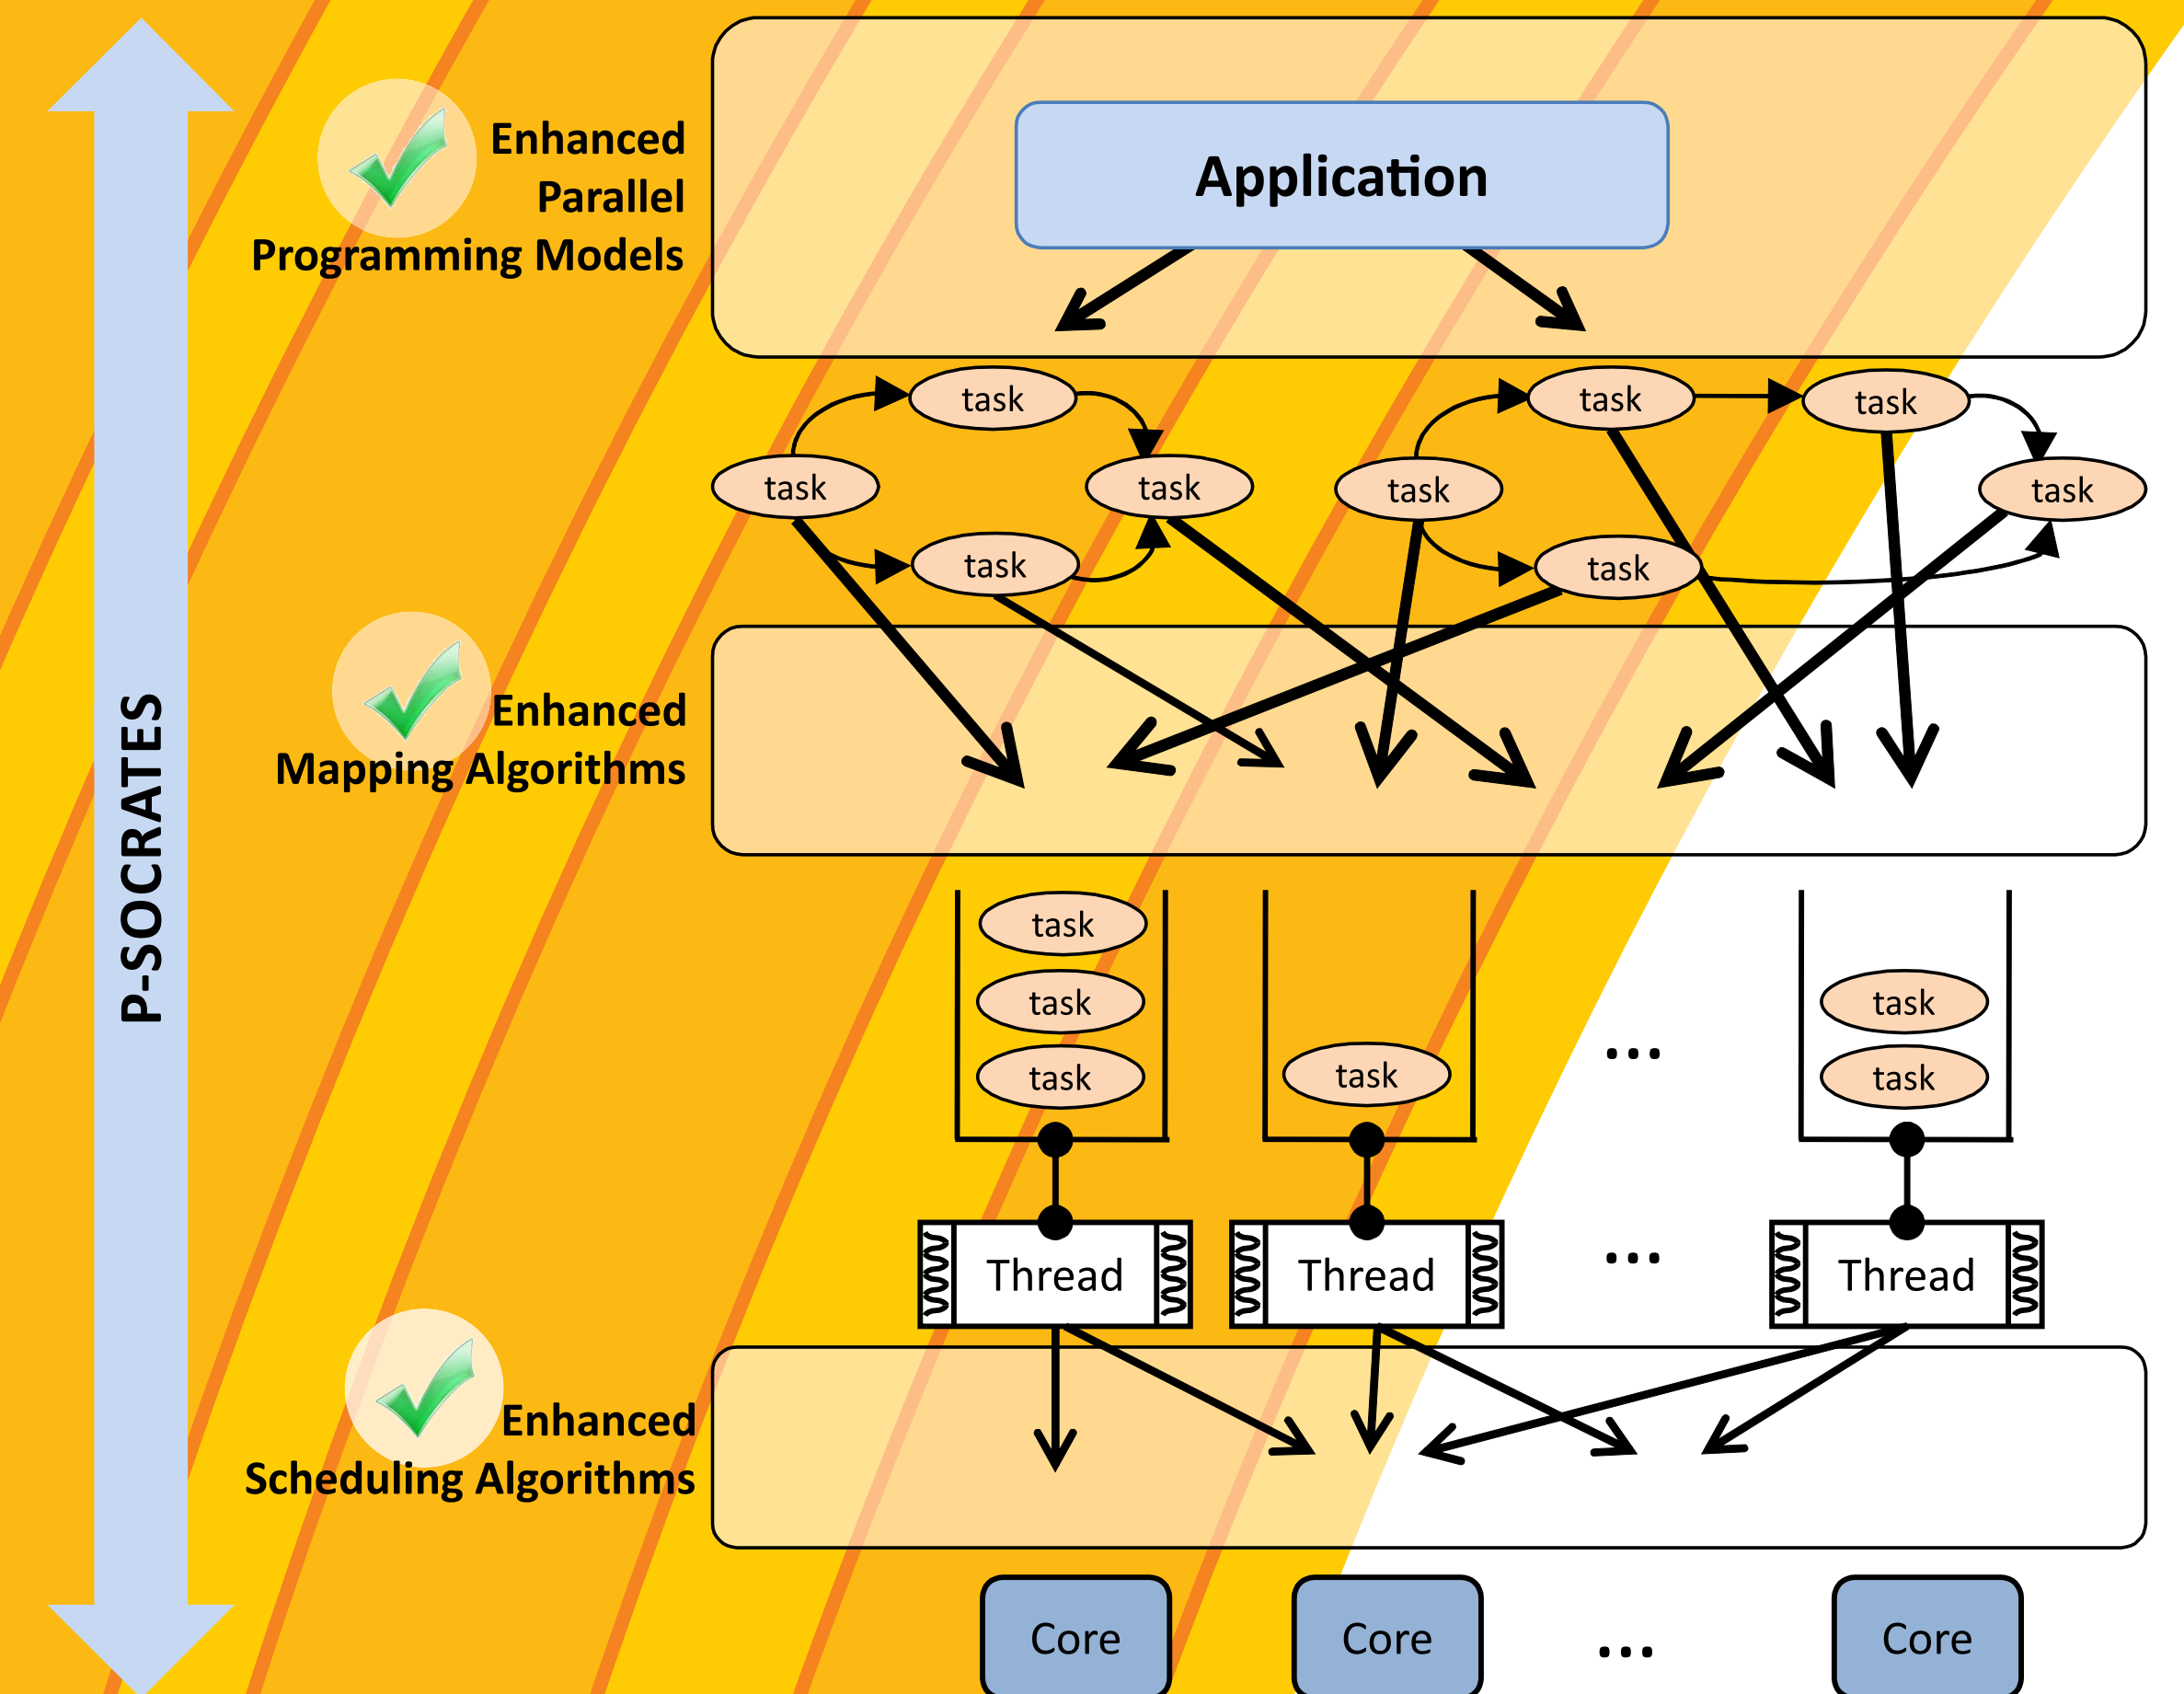 P-SOCRATES
Enhanced
Parallel
Programming Models
Application
task
task
task
task
task
task
task
task
task
Enhanced
Mapping Algorithms
task
task
task
task
task
task
...
Thread
Thread
...
Thread
Enhanced
Scheduling Algorithms
Core
Core
...
Core